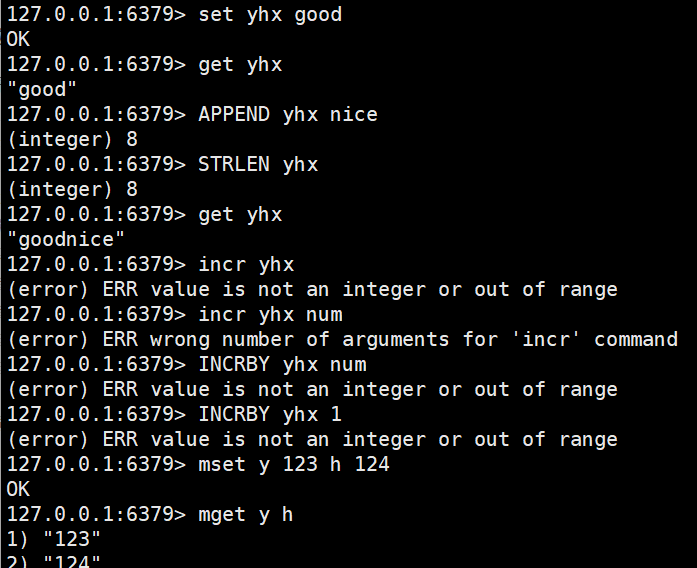 127.0.0.1:6379> set yhx good
OK
127.0.0.1:6379> get yhx
"good"
127.0.0.1:6379> APPEND yhx nice
(integer) 8
127.0.0.1:6379> STRLEN yhx
(integer) 8
127.0.0.1:6379> get yhx
"goodnice"
127.0.0.1:6379> incr yhx
(error) ERR value is not an integer or out of range
127.0.0.1:6379> incr yhx num
(error) ERR wrong number of arguments for 'incr' command
127.0.0.1:6379> INCRBY yhx num
(error) ERR value is not an integer or out of range
127.0.0.1:6379> INCRBY yhx 1
(error) ERR value is not an integer or out of range
127.0.0.1:6379> mset y 123 h 124
OK
127.0.0.1:6379> mget y h
1) "123"
2) "124"